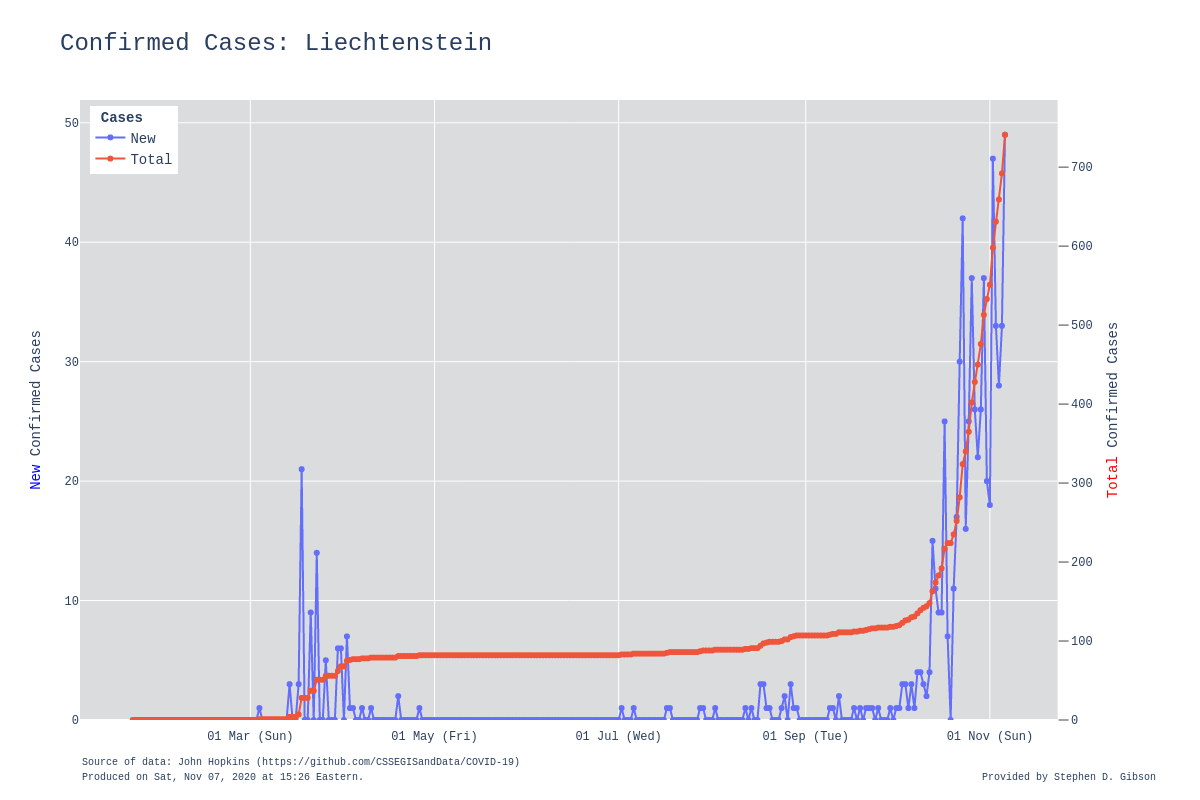 Confirmed Cases: Liechtenstein
Cases
New
Total
50
40
30
20
10
0
New Confirmed Cases
700
600
500
400
300
200
100
0
Total Confirmed Cases
01 Mar (Sun)
01 May (Fri)
01 Jul (Wed)
01 Sep (Tue)
01 Nov (Sun)
Source of data: John Hopkins (https://github.com/CSSEGISandData/COVID-19)
Produced on Sat, Nov 07, 2020 at 15:26 Eastern.
Provided by Stephen D. Gibson